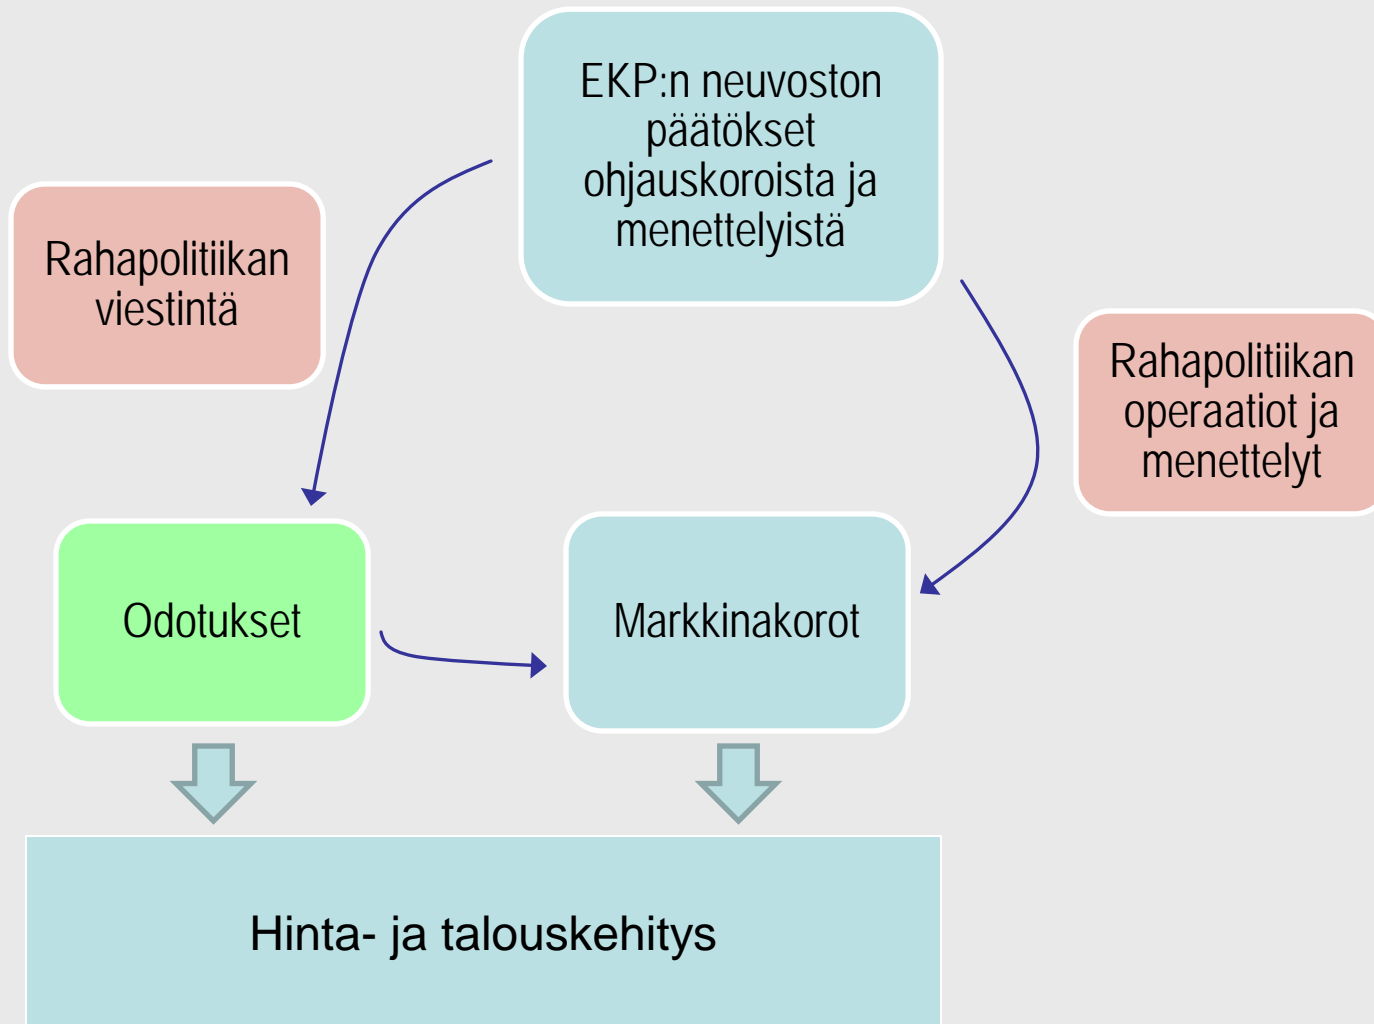 EKP:n neuvoston
päätökset
ohjauskoroista ja
menettelyistä
Rahapolitiikan
viestintä
Rahapolitiikan
operaatiot ja
menettelyt
Odotukset
Markkinakorot
Hinta- ja talouskehitys